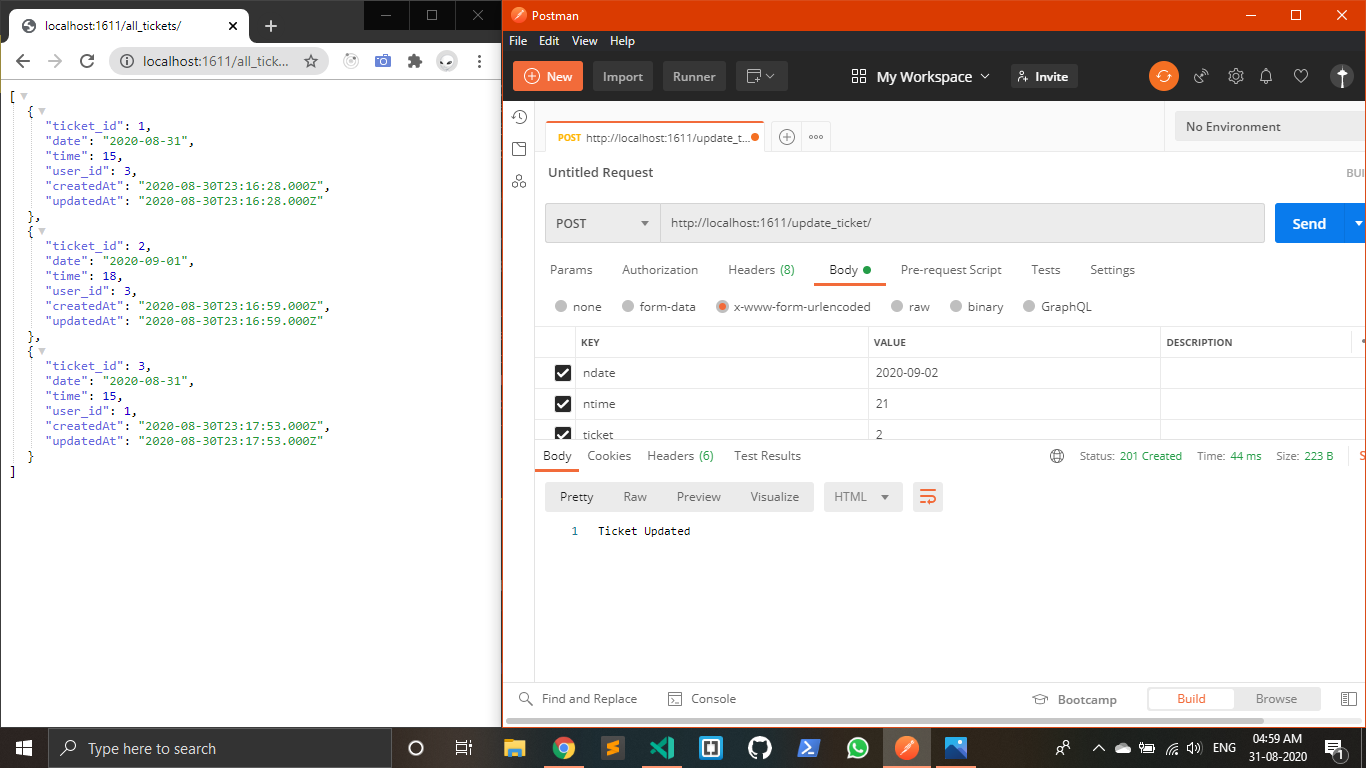 localhost:1611/all_tickets/
localhost:1611/all_tick...
[
{
"ticket_id": 1,
"date": "2020-08-31",
"time": 15,
"user_id": 3,
"createdAt": "2020-08-30T23:16:28.000Z",
"updatedAt": "2020-08-30T23:16:28.000Z"
},
{
"ticket_id": 2,
"date": "2020-09-01",
"time": 18,
"user_id": 3,
"createdAt": "2020-08-30T23:16:59.000Z",
"updatedAt": "2020-08-30T23:16:59.000Z"
},
{
"ticket_id": 3,
"date": "2020-08-31",
"time": 15,
"user_id": 1,
"createdAt": "2020-08-30T23:17:53.000Z",
"updatedAt": "2020-08-30T23:17:53.000Z"
}
]
Postman
File Edit View Help
New Import Runner My Workspace Invite
POST http://localhost:1611/update_t... No Environment
Untitled Request BUI
POST http://localhost:1611/update_ticket/ Send
Params Authorization Headers (8) Body Pre-request Script Tests Settings
none form-data x-www-form-urlencoded raw binary GraphQL
KEY VALUE DESCRIPTION
ndate 2020-09-02
ntime 21
ticket 2
Body Cookies Headers (6) Test Results Status: 201 Created Time: 44 ms Size: 223 B S
Pretty Raw Preview Visualize HTML
1 Ticket Updated
Find and Replace Console Bootcamp Build Browse
Type here to search ENG 04:59 AM
31-08-2020 1